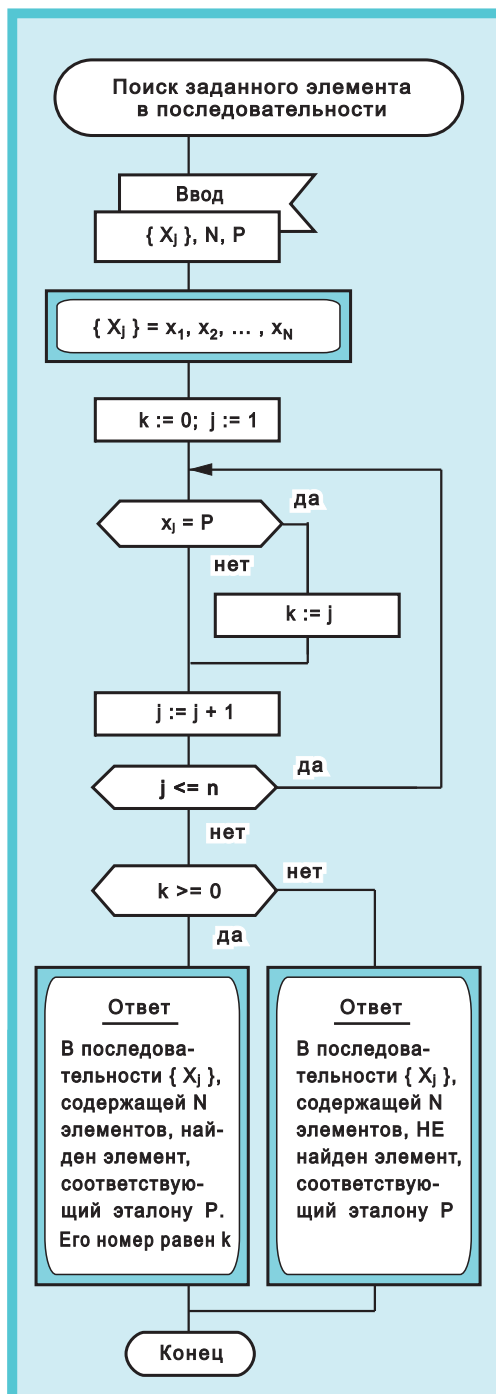 Поиск заданного элемента
в последовательности
Ввод
{ Xj }, N, P
{ Xj } = x1, x2, … , xN
k := 0; j := 1
xj = P
да
нет
k := j
j := j + 1
j <= n
да
нет
k >= 0
нет
да
Ответ
В последова-
тельности { Xj },
содержащей N
элементов, най-
ден элемент,
соответствую-
щий эталону P.
Его номер равен k
Ответ
В последова-
тельности { Xj },
содержащей N
элементов, НЕ
найден элемент,
соответствую-
щий эталону P
Конец